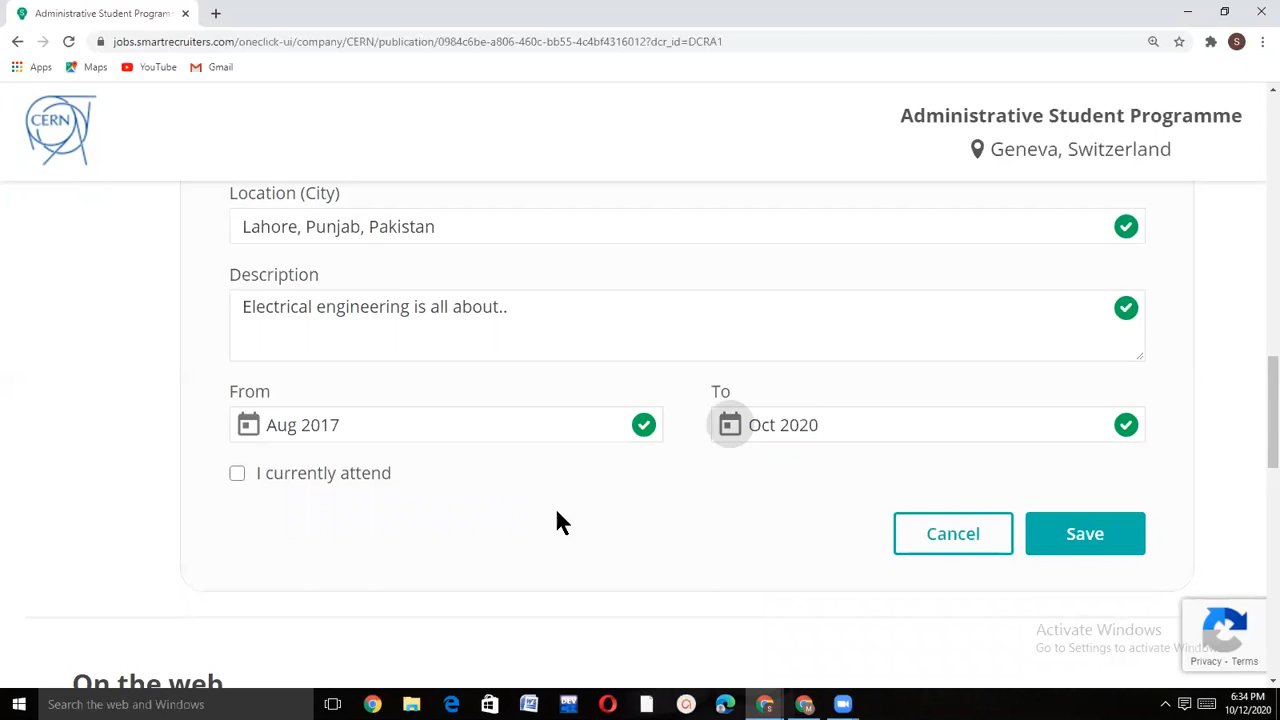 Administrative Student Program
jobs.smartrecruiters.com/oneclick-ui/company/CERN/publication/0984c6be-a806-460c-bb55-4c4bf4316012?dcr_id=DCRA1
S
Apps
Maps
YouTube
Gmail
CERN
Administrative Student Programme
Geneva, Switzerland
Location (City)
Lahore, Punjab, Pakistan
Description
Electrical engineering is all about..
From
To
Aug 2017
Oct 2020
I currently attend
Cancel
Save
Activate Windows
Go to Settings to activate Windows.
Privacy - Terms
On the web
Search the web and Windows
6:34 PM
10/12/2020